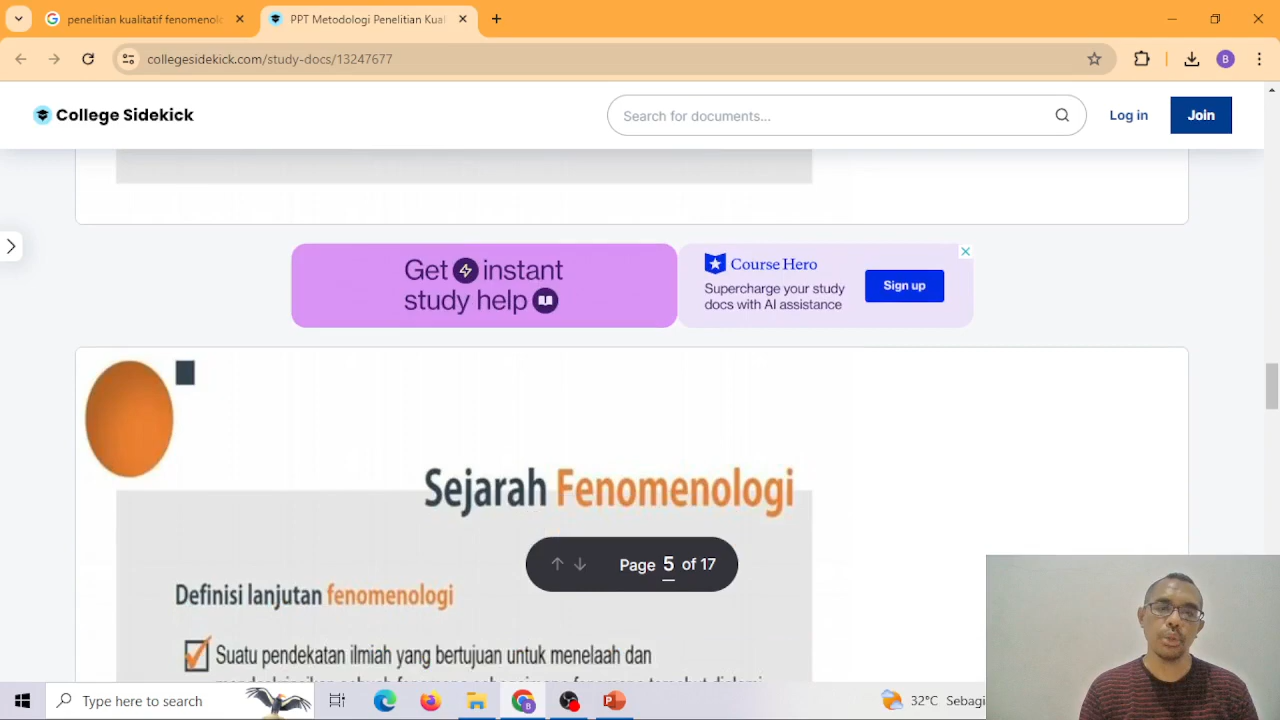 penelitian kualitatif fenomenolo
PPT Metodologi Penelitian Kual
collegesidekick.com/study-docs/13247677
B
College Sidekick
Search for documents...
Log in
Join
Get instant
study help
Course Hero
Supercharge your study
docs with AI assistance
Sign up
Sejarah Fenomenologi
Page 5 of 17
Definisi lanjutan fenomenologi
Suatu pendekatan ilmiah yang bertujuan untuk menelaah dan
Type here to search
32°C Sebagi